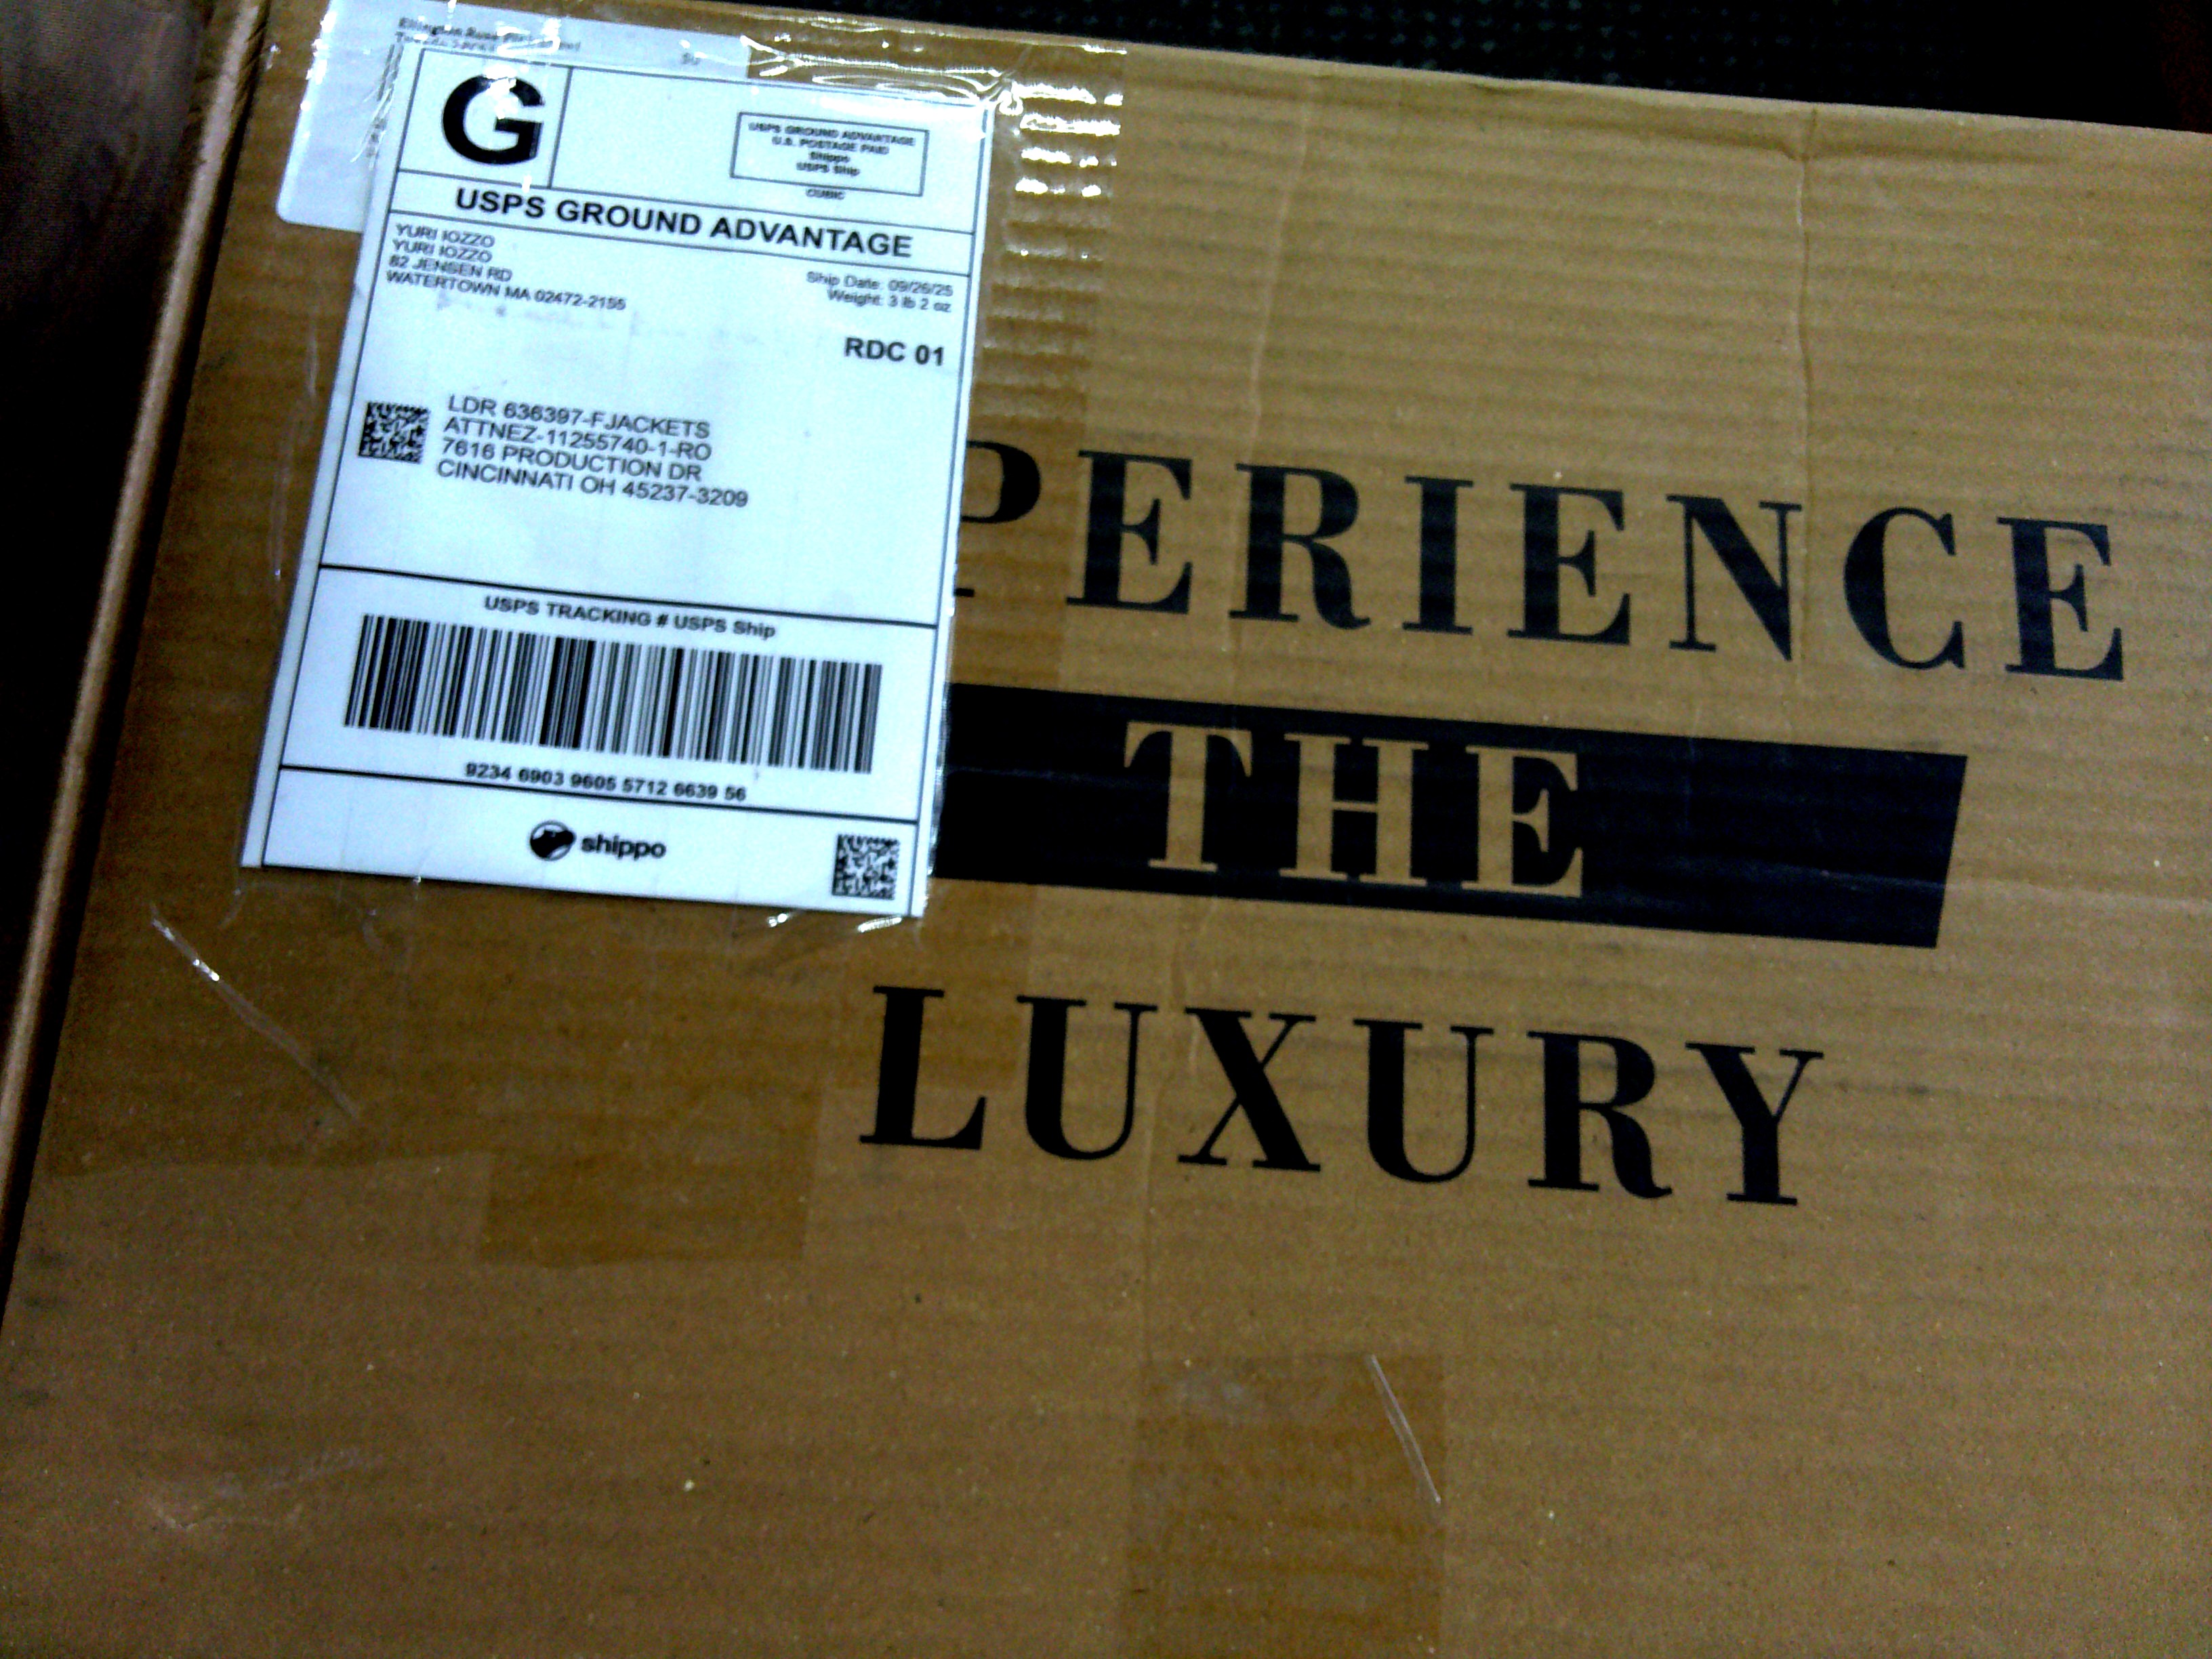 G
USPS GROUND ADVANTAGE
U.S. POSTAGE PAID
Shippo
USPS Ship
CUBIC
USPS GROUND ADVANTAGE
YURI IOZZO
YURI IOZZO
82 JENSEN RD
WATERTOWN MA 02472-2155
Ship Date: 09/26/25
Weight: 3 lb 2 oz
RDC 01
LDR 636397-FJACKETS
ATTNEZ-11255740-1-RO
7616 PRODUCTION DR
CINCINNATI OH 45237-3209
USPS TRACKING # USPS Ship
9234 6903 9605 5712 6639 56
shippo
PERIENCE
THE
LUXURY